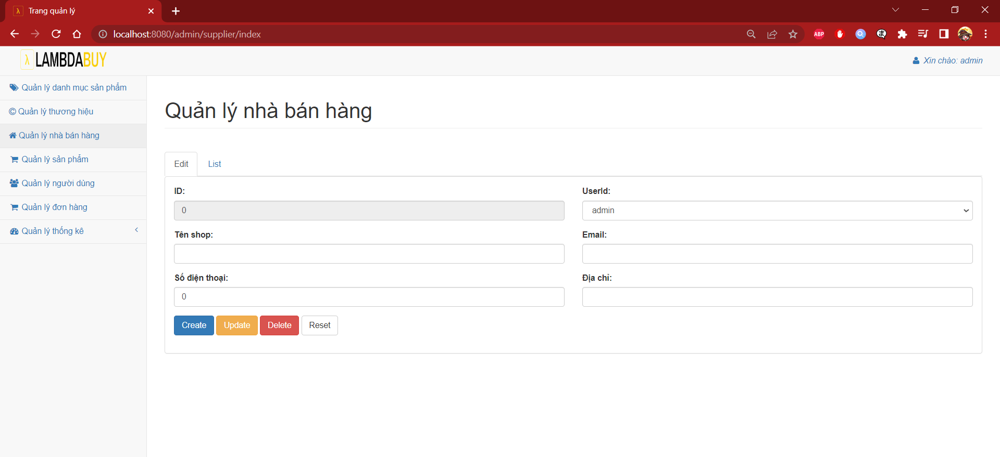 λ Trang quản lý
localhost:8080/admin/supplier/index
ABP
λ LAMBDABUY
Xin chào: admin
Quản lý danh mục sản phẩm
Quản lý thương hiệu
Quản lý nhà bán hàng
Quản lý sản phẩm
Quản lý người dùng
Quản lý đơn hàng
Quản lý thống kê
Quản lý nhà bán hàng
Edit List
ID: UserId:
0 admin
Tên shop: Email:
Số điện thoại: Địa chỉ:
0
Create Update Delete Reset